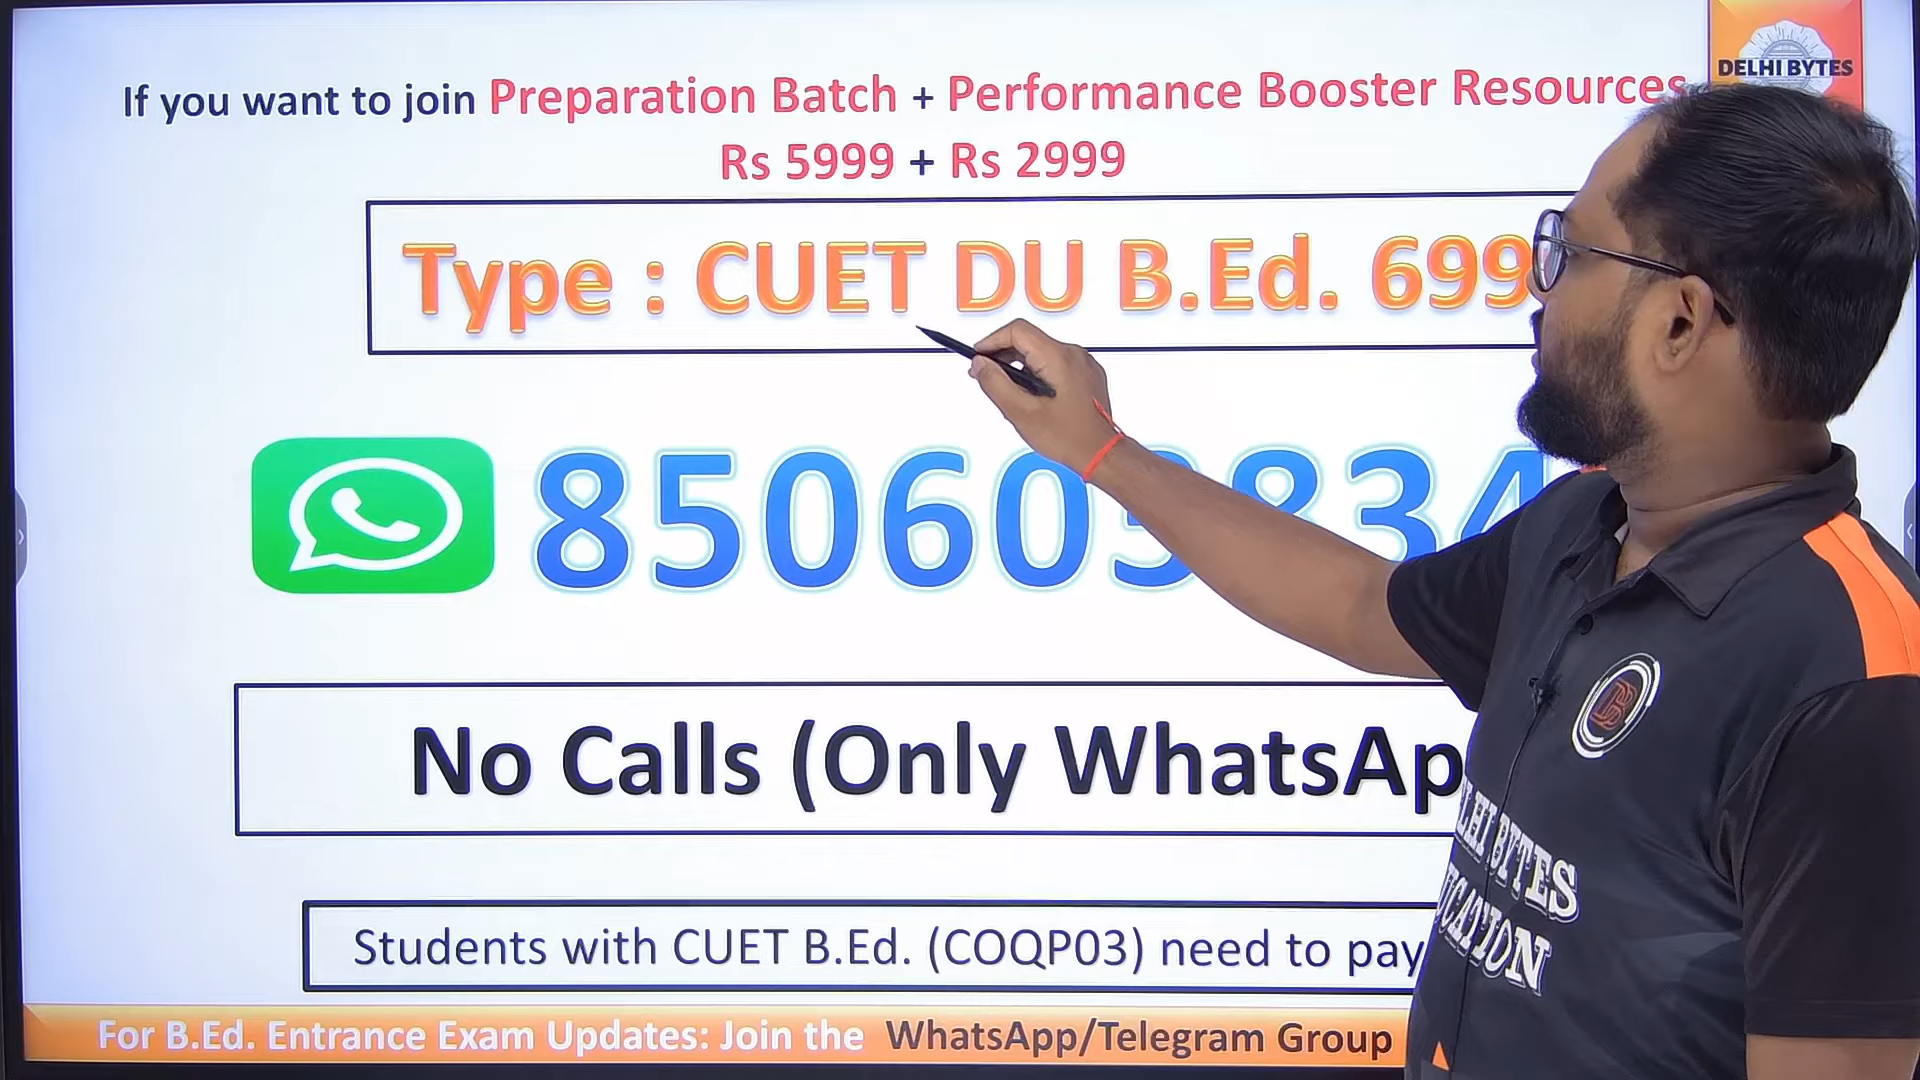 DELHI BYTES
If you want to join Preparation Batch + Performance Booster Resources
Rs 5999 + Rs 2999
Type : CUET DU B.Ed. 699
No Calls (Only WhatsAp
Students with CUET B.Ed. (COQP03) need to pay
For B.Ed. Entrance Exam Updates: Join the WhatsApp/Telegram Group
BYTES